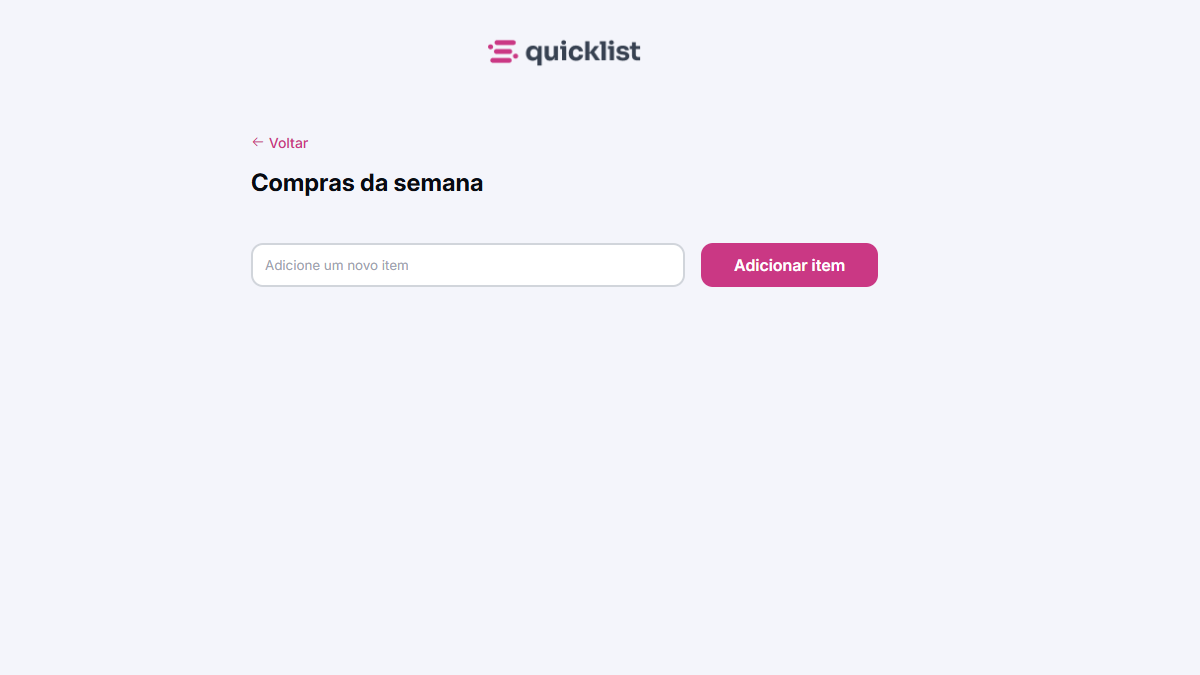 quicklist
Voltar
Compras da semana
Adicione um novo item
Adicionar item